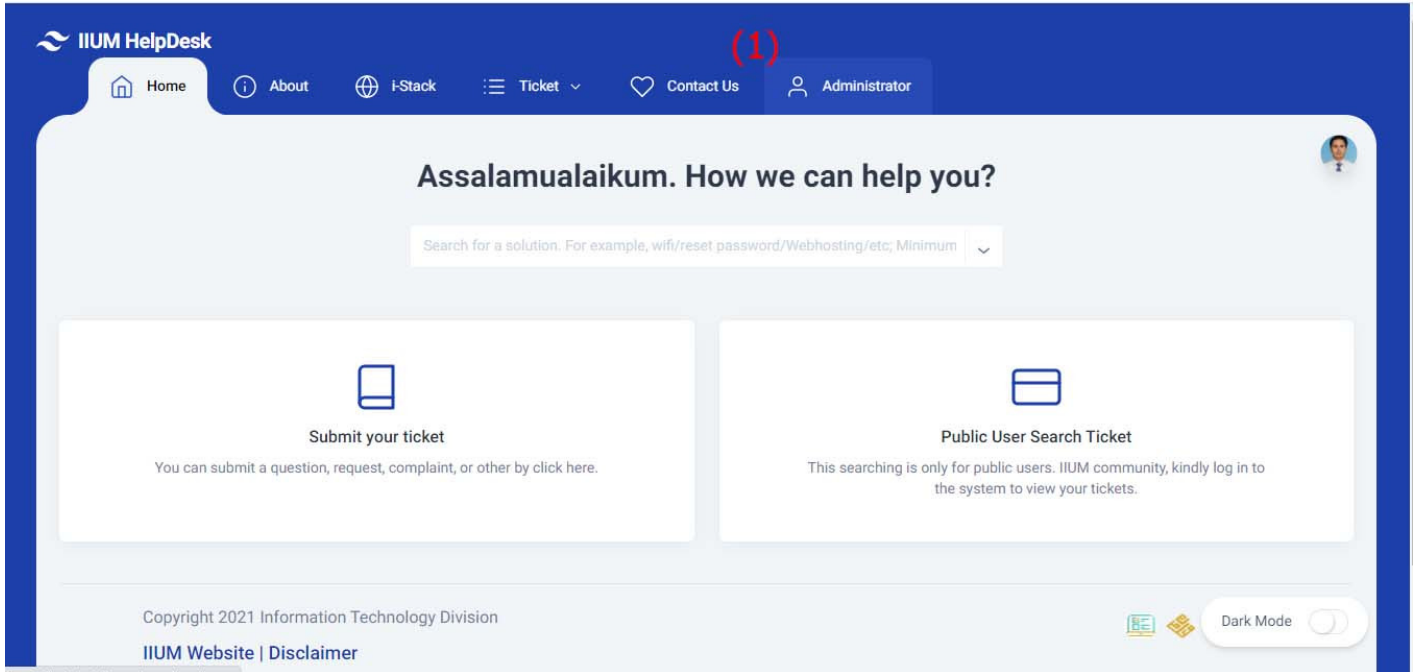 IIUM HelpDesk
(1)
Home About i-Stack Ticket Contact Us Administrator
Assalamualaikum. How we can help you?
Search for a solution. For example, wifi/reset password/Webhosting/etc; Minimum
Submit your ticket
You can submit a question, request, complaint, or other by click here.
Public User Search Ticket
This searching is only for public users. IIUM community, kindly log in to
the system to view your tickets.
Copyright 2021 Information Technology Division
IIUM Website | Disclaimer
Dark Mode